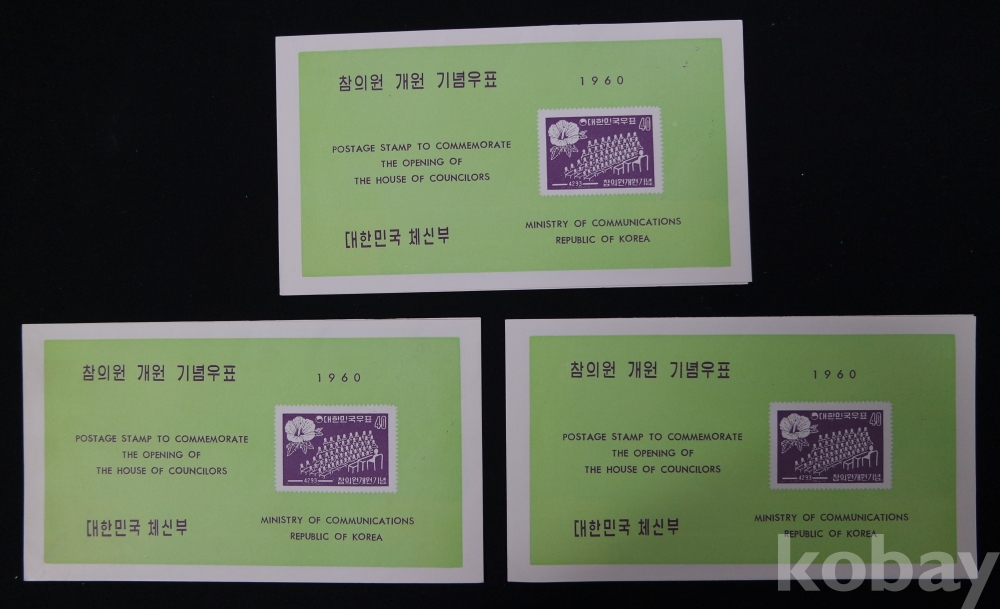 참의원 개원 기념우표
1960
대한민국우표 40
POSTAGE STAMP TO COMMEMORATE
THE OPENING OF
THE HOUSE OF COUNCILORS
4293 참의원개원기념
대한민국 체신부
MINISTRY OF COMMUNICATIONS
REPUBLIC OF KOREA
참의원 개원 기념우표
1960
대한민국우표 40
POSTAGE STAMP TO COMMEMORATE
THE OPENING OF
THE HOUSE OF COUNCILORS
4293 참의원개원기념
대한민국 체신부
MINISTRY OF COMMUNICATIONS
REPUBLIC OF KOREA
참의원 개원 기념우표
1960
대한민국우표 40
POSTAGE STAMP TO COMMEMORATE
THE OPENING OF
THE HOUSE OF COUNCILORS
4293 참의원개원기념
대한민국 체신부
MINISTRY OF COMMUNICATIONS
REPUBLIC OF KOREA
kobay